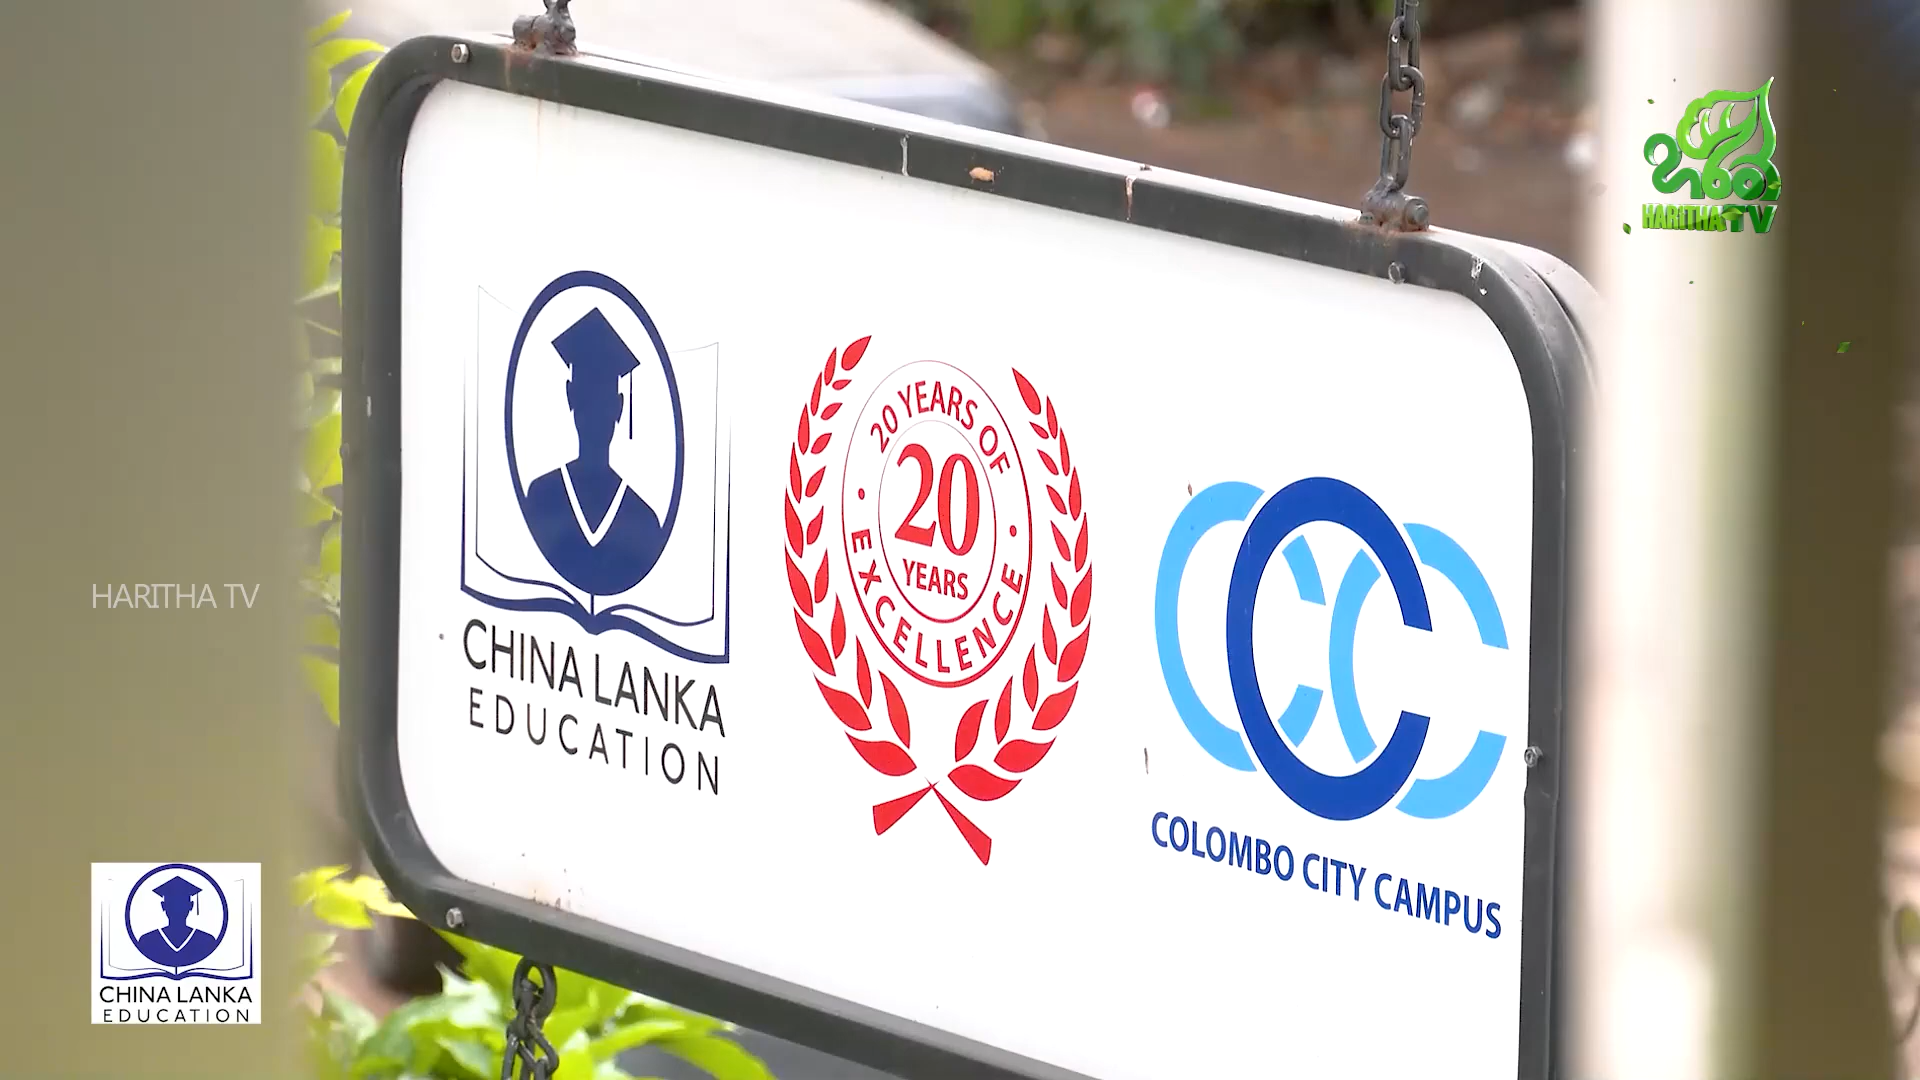 හරිත
HARITHA TV
CHINA LANKA
EDUCATION
20 YEARS OF
EXCELLENCE
20
YEARS
COLOMBO CITY CAMPUS
HARITHA TV
CHINA LANKA
EDUCATION